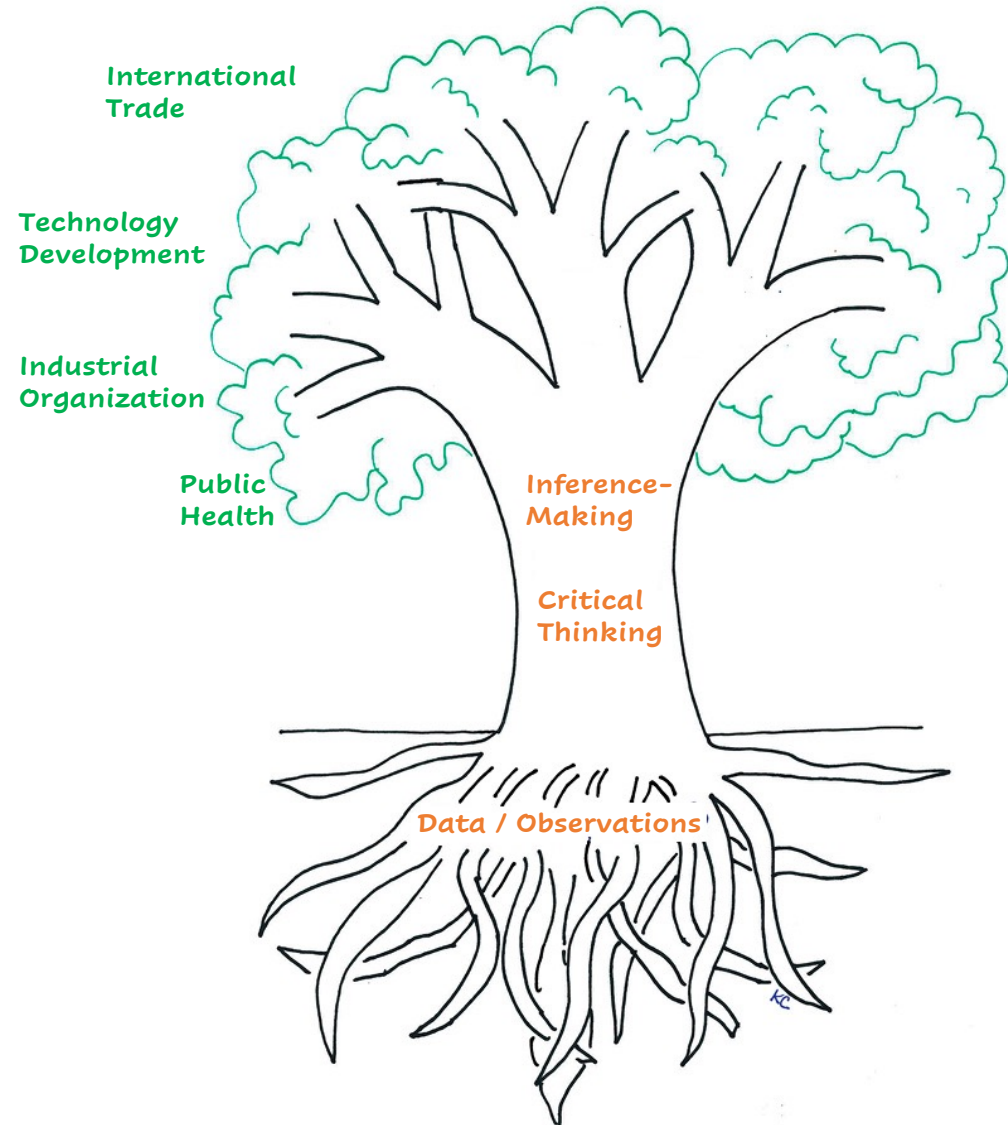 International
Trade
Technology
Development
Industrial
Organization
Public
Health
Inference-
Making
Critical
Thinking
Data / Observations
KC